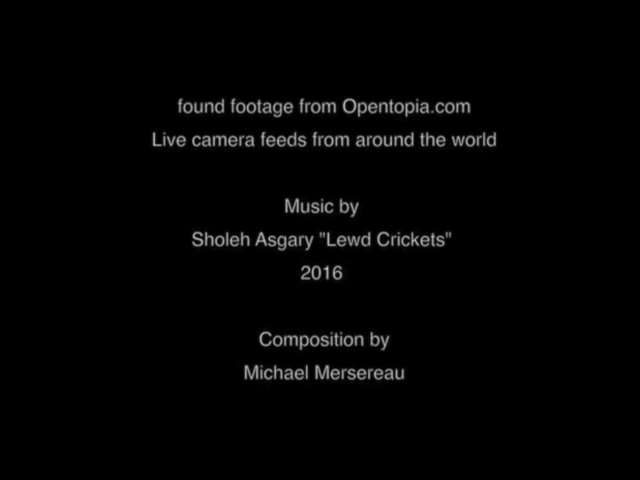 found footage from Opentopia.com
Live camera feeds from around the world
Music by
Sholeh Asgary "Lewd Crickets"
2016
Composition by
Michael Mersereau